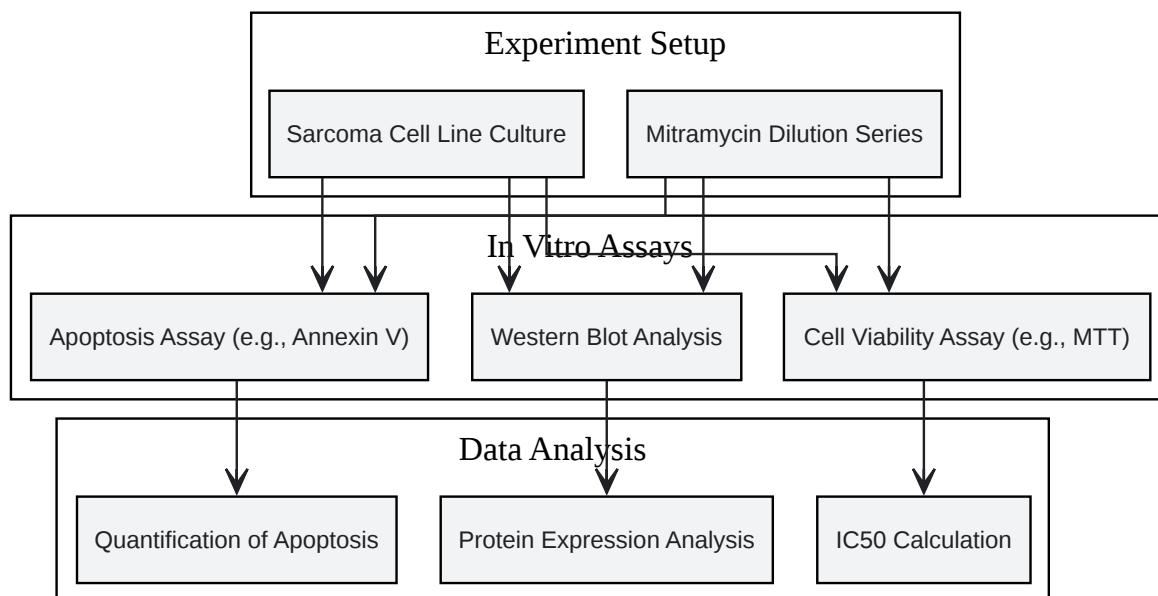 Experiment Setup
Sarcoma Cell Line Culture
Mitramycin Dilution Series
In Vitro Assays
Apoptosis Assay (e.g., Annexin V)
Western Blot Analysis
Cell Viability Assay (e.g., MTT)
Data Analysis
Quantification of Apoptosis
Protein Expression Analysis
IC50 Calculation